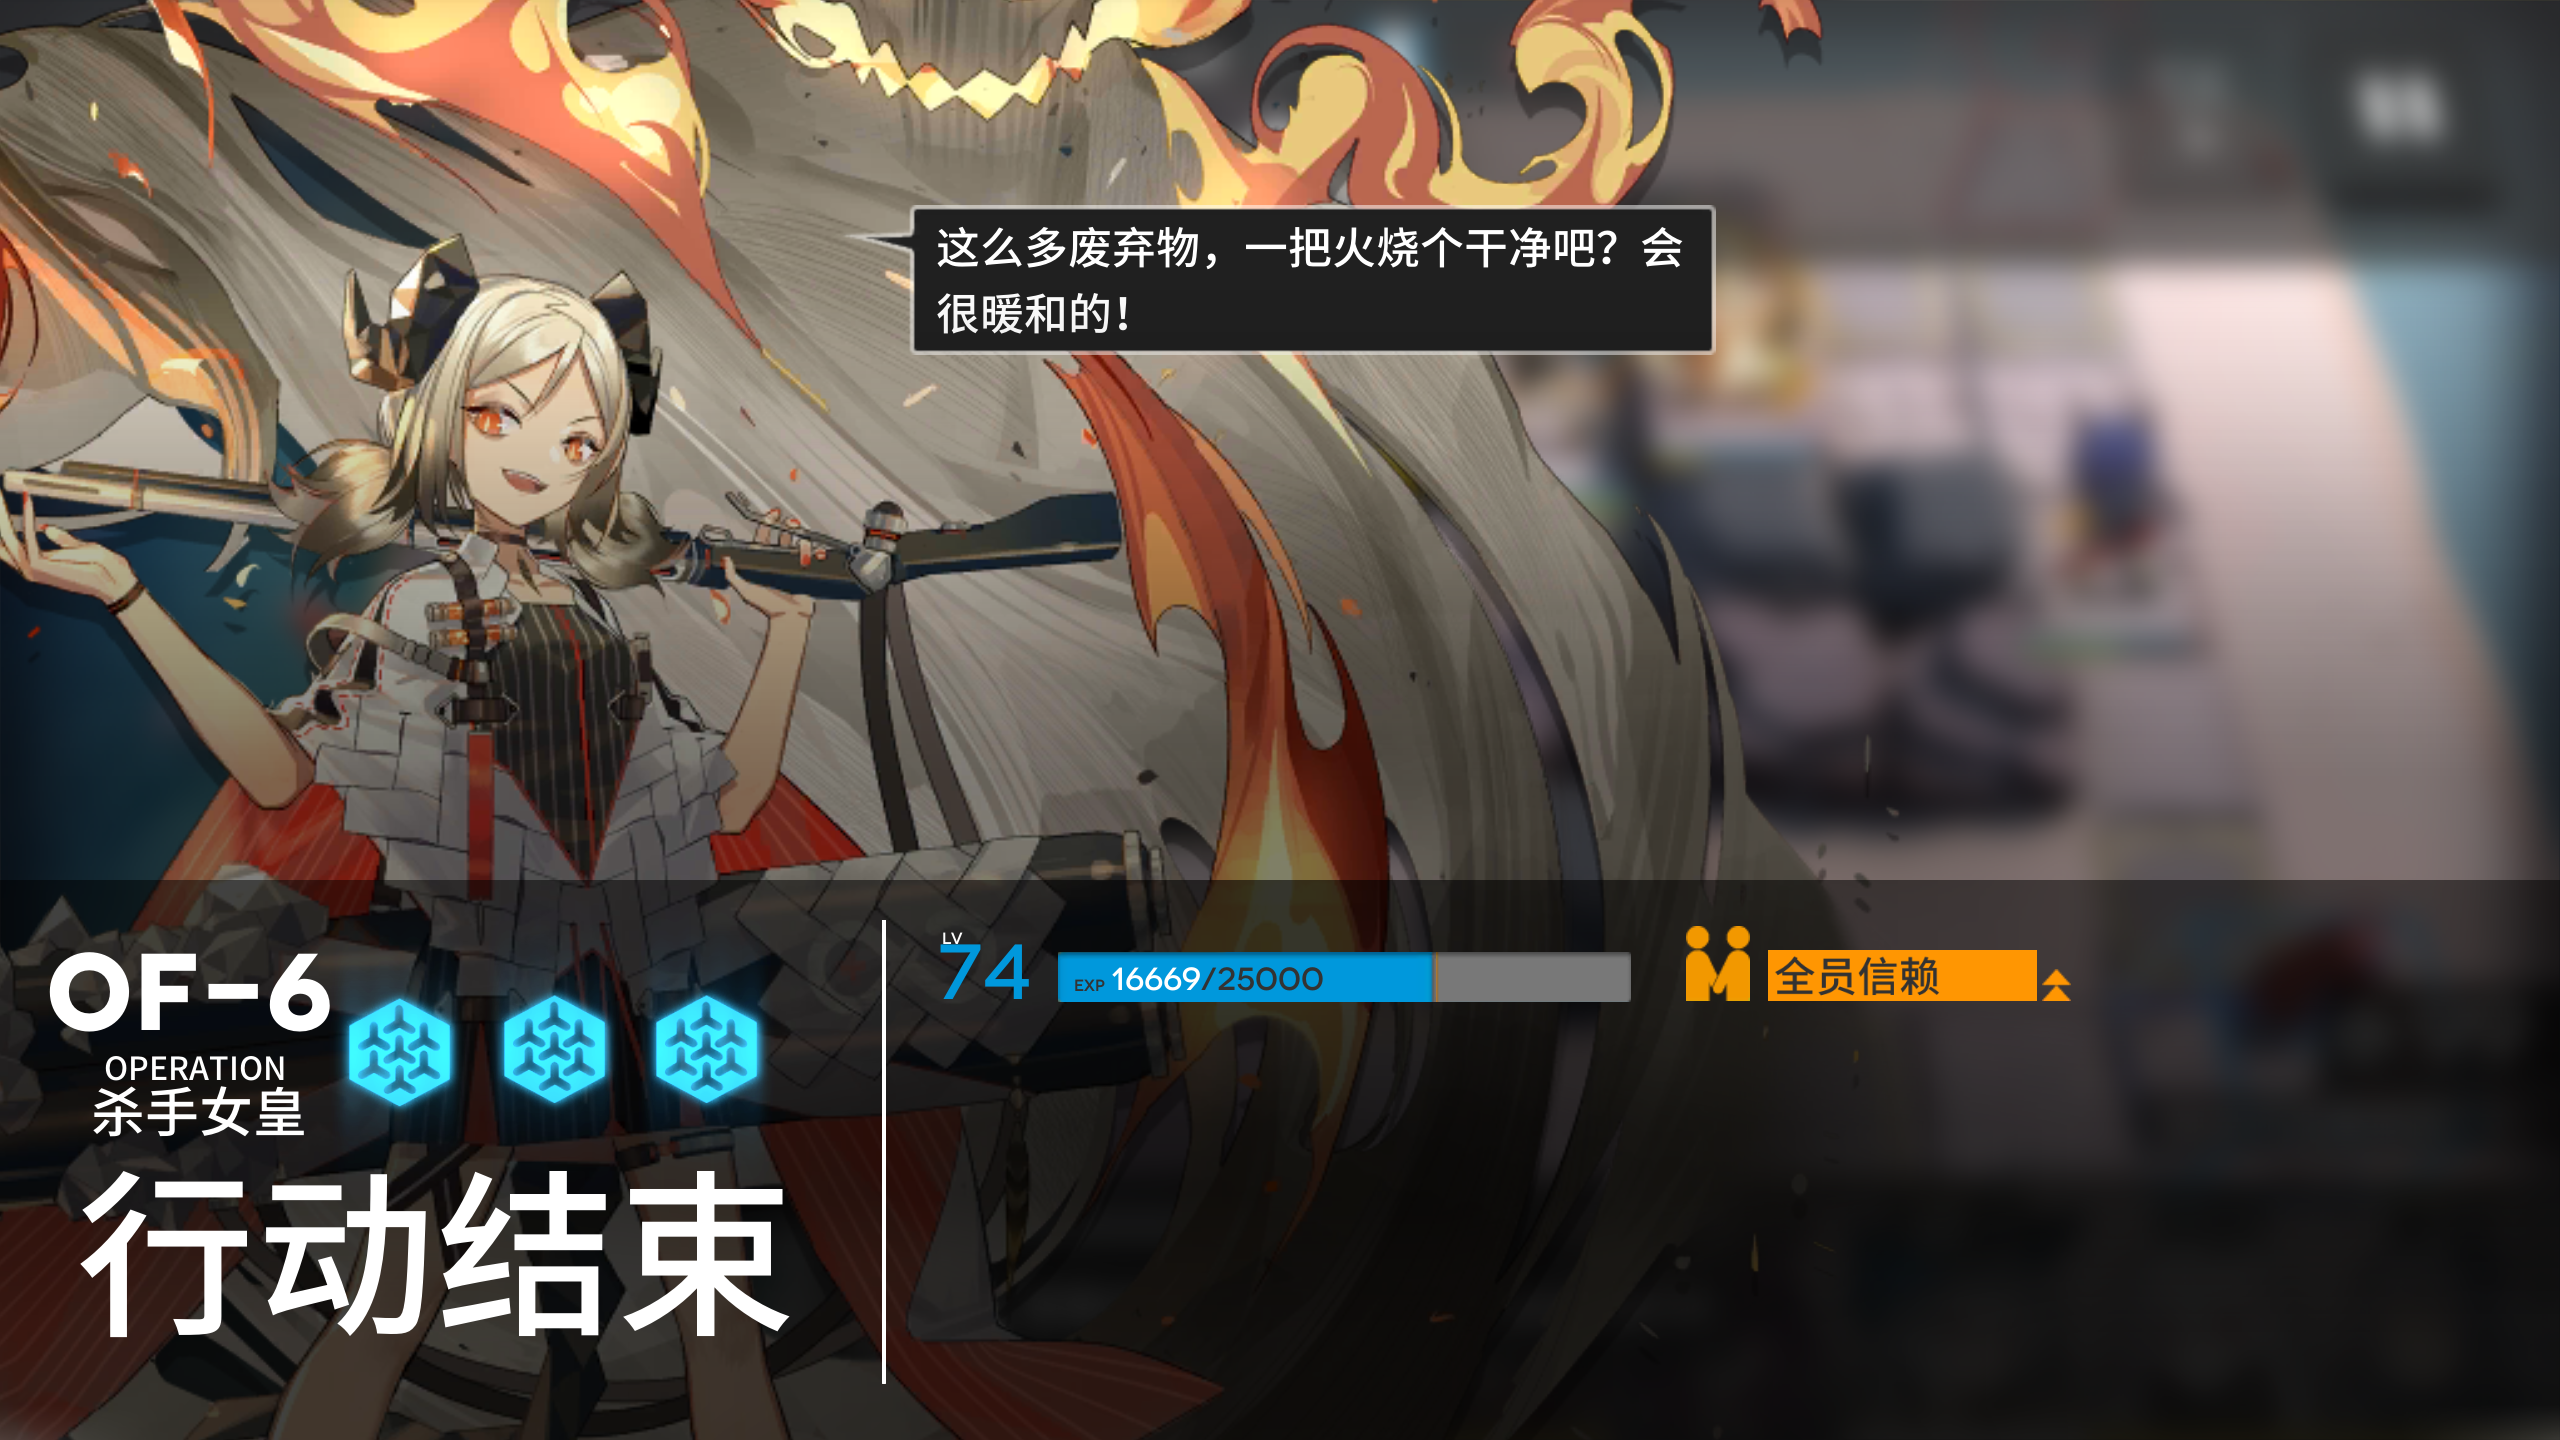 这么多废弃物，一把火烧个干净吧？会
很暖和的！
OF-6
OPERATION
杀手女皇
行动结束
LV
74
EXP 16669/25000
全员信赖